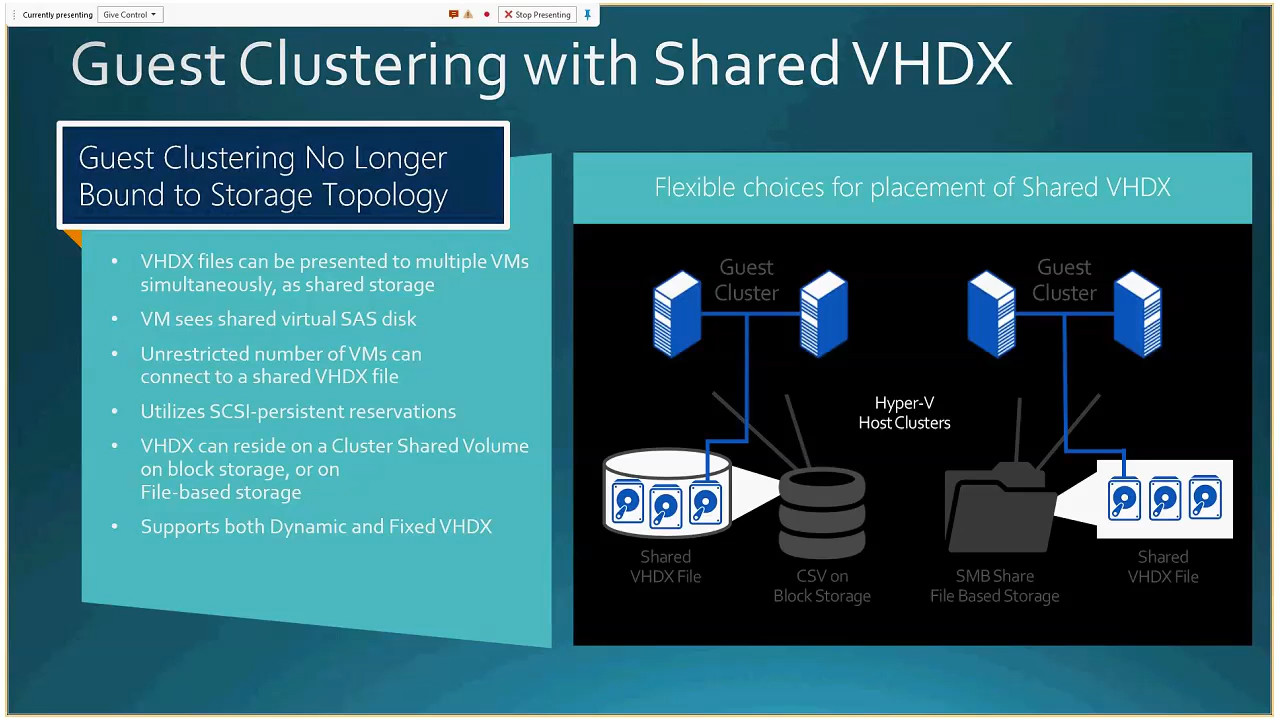 Currently presenting
Give Control
Stop Presenting
Guest Clustering with Shared VHDX
Guest Clustering No Longer
Bound to Storage Topology
• VHDX files can be presented to multiple VMs
simultaneously, as shared storage
• VM sees shared virtual SAS disk
• Unrestricted number of VMs can
connect to a shared VHDX file
• Utilizes SCSI-persistent reservations
• VHDX can reside on a Cluster Shared Volume
on block storage, or on
File-based storage
• Supports both Dynamic and Fixed VHDX
Flexible choices for placement of Shared VHDX
Guest
Cluster
Guest
Cluster
Hyper-V
Host Clusters
Shared
VHDX File
CSV on
Block Storage
SMB Share
File Based Storage
Shared
VHDX File